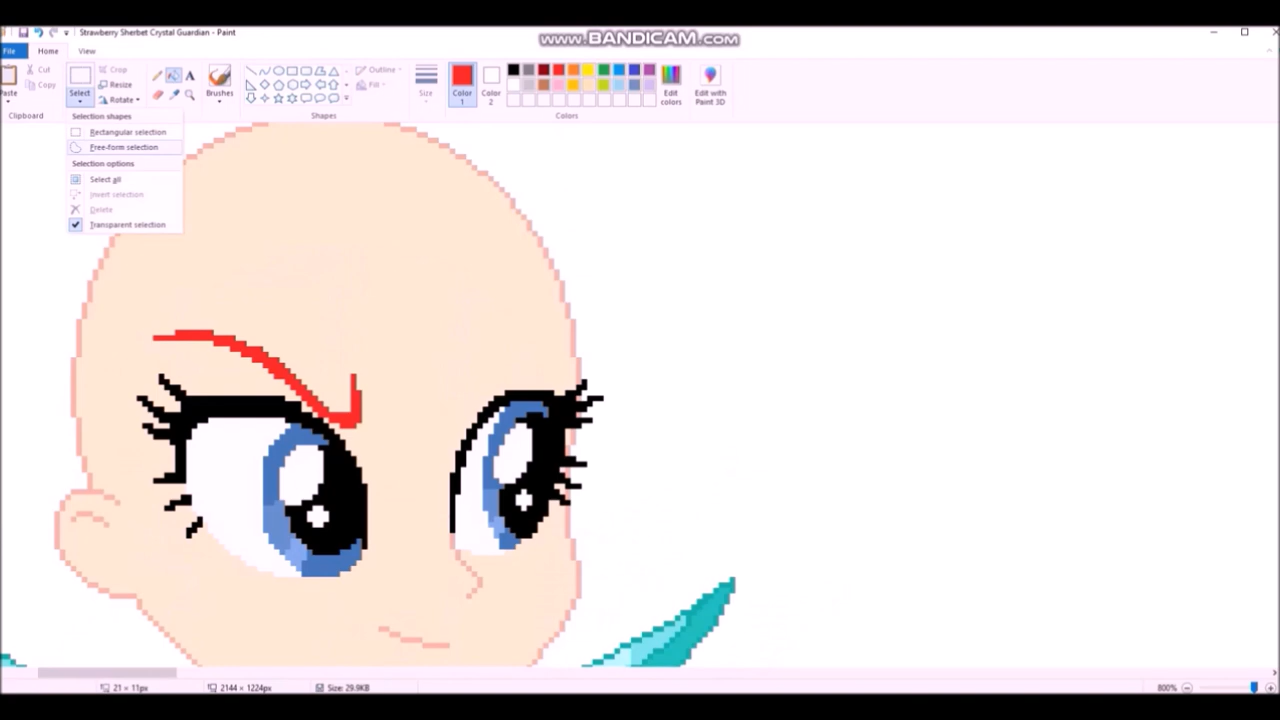 Strawberry Sherbet Crystal Guardian - Paint
www.BANDICAM.com
File Home View
Paste
Cut
Copy
Clipboard
Select
Crop
Resize
Rotate
A
Brushes
Outline
Fill
Shapes
Size
Color 1
Color 2
Colors
Edit colors
Edit with Paint 3D
Selection shapes
Rectangular selection
Free-form selection
Selection options
Select all
Invert selection
Delete
Transparent selection
21 × 11px
2144 × 1224px
Size: 29.9KB
800%